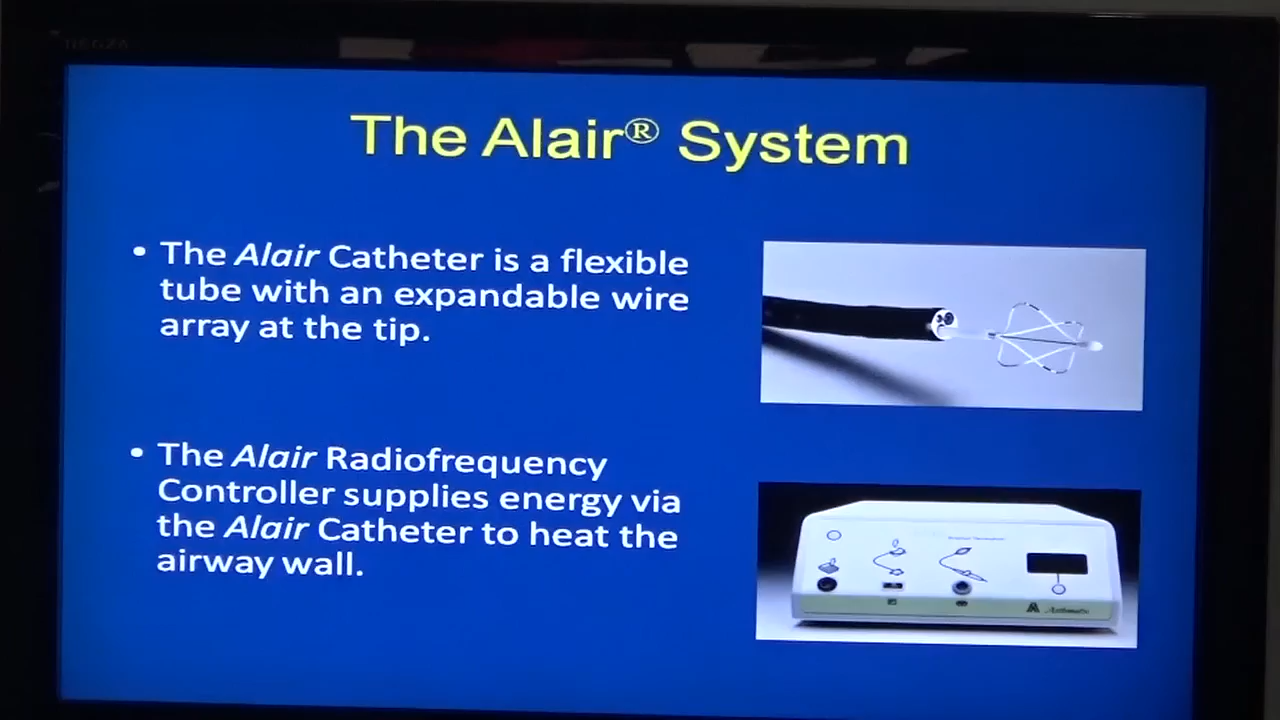 The Alair® System
• The Alair Catheter is a flexible
tube with an expandable wire
array at the tip.
• The Alair Radiofrequency
Controller supplies energy via
the Alair Catheter to heat the
airway wall.
Asthmatx